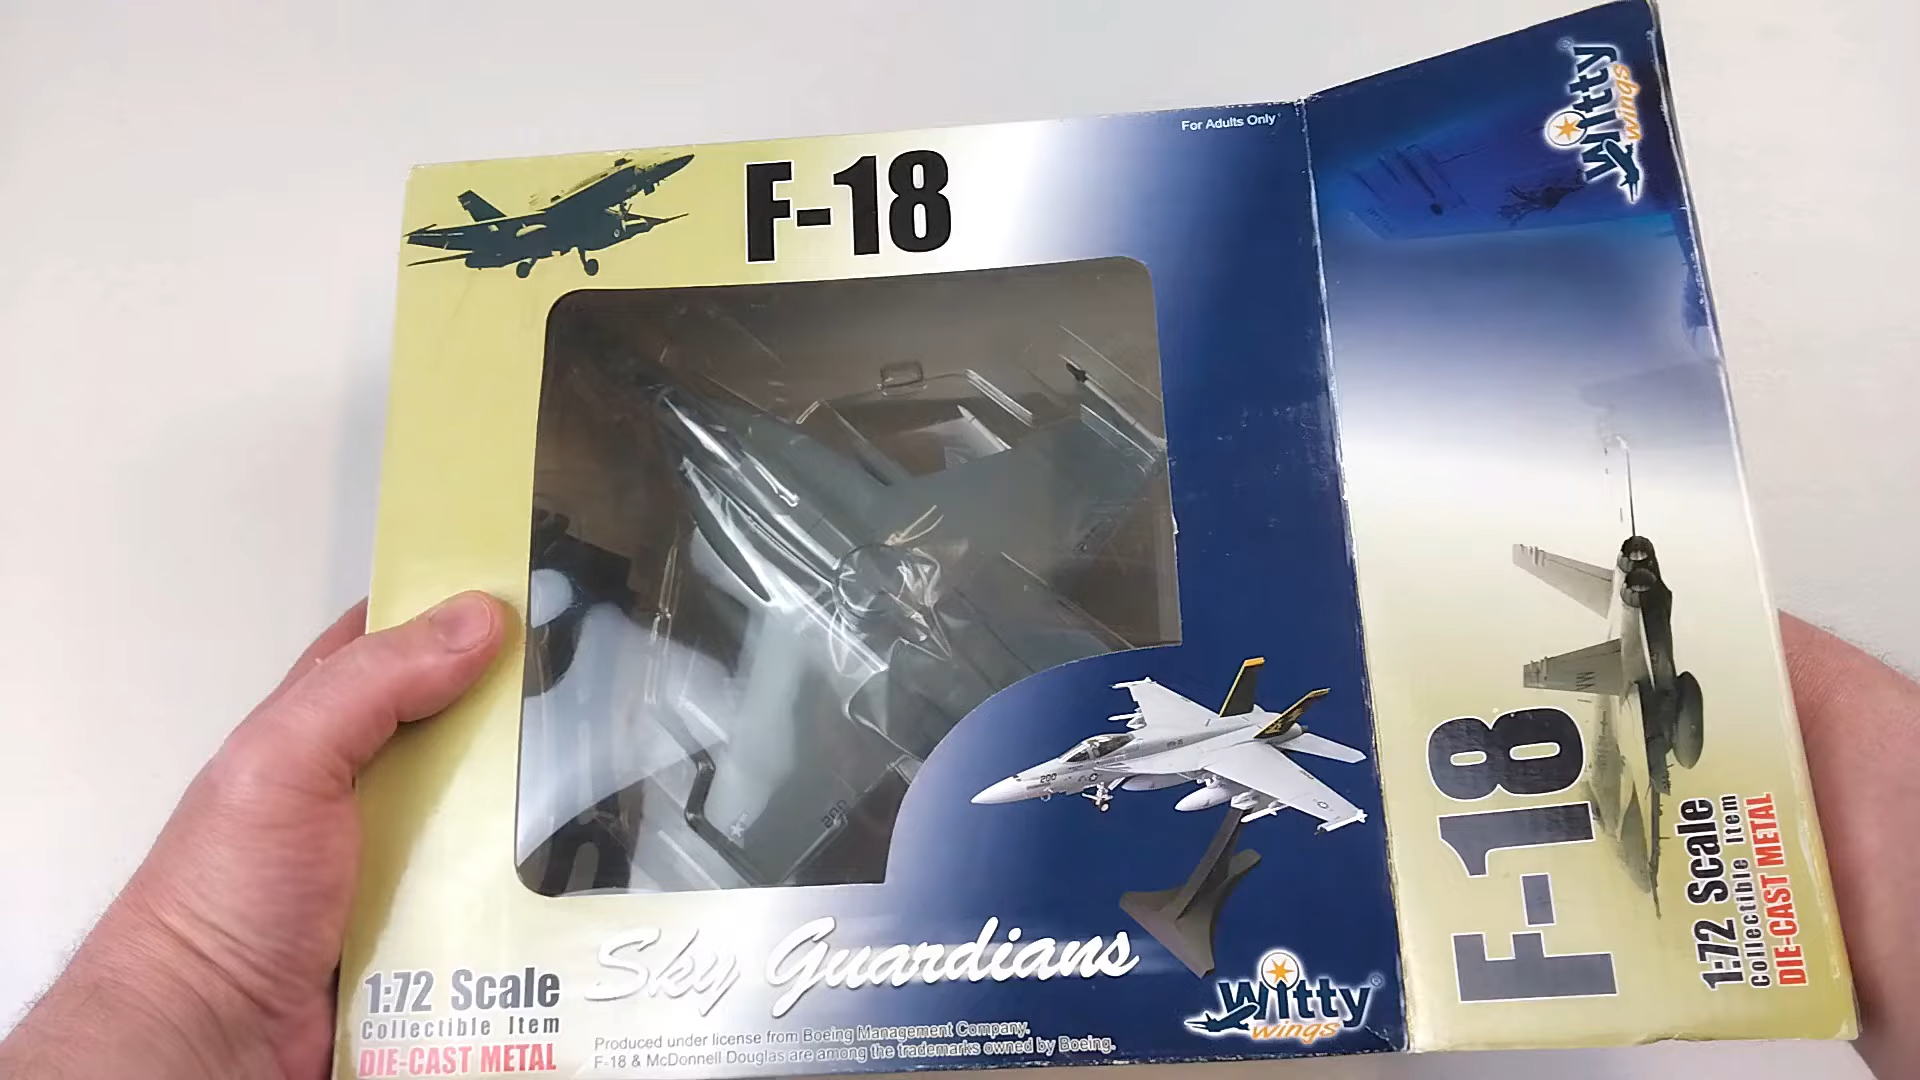 For Adults Only
F-18
200
200
Sky Guardians
1:72 Scale
Collectible Item
DIE-CAST METAL
Witty®
wings
Produced under license from Boeing Management Company.
F-18 & McDonnell Douglas are among the trademarks owned by Boeing.
Witty
wings
F-18
1:72 Scale
Collectible Item
DIE-CAST METAL